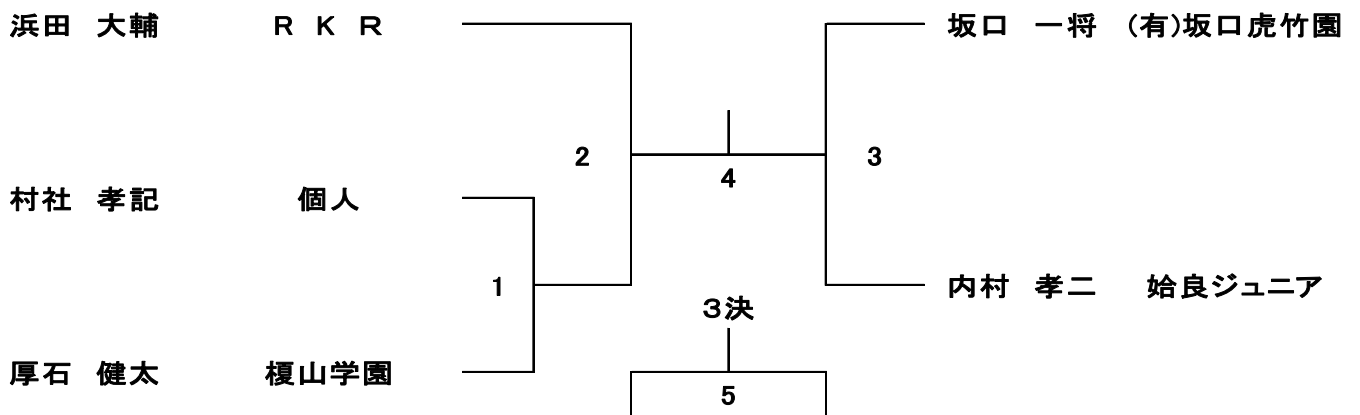 浜田 大輔 R K R
坂口 一将 (有)坂口虎竹園
2
3
4
村社 孝記 個人
1
内村 孝二 姶良ジュニア
3決
厚石 健太 榎山学園
5